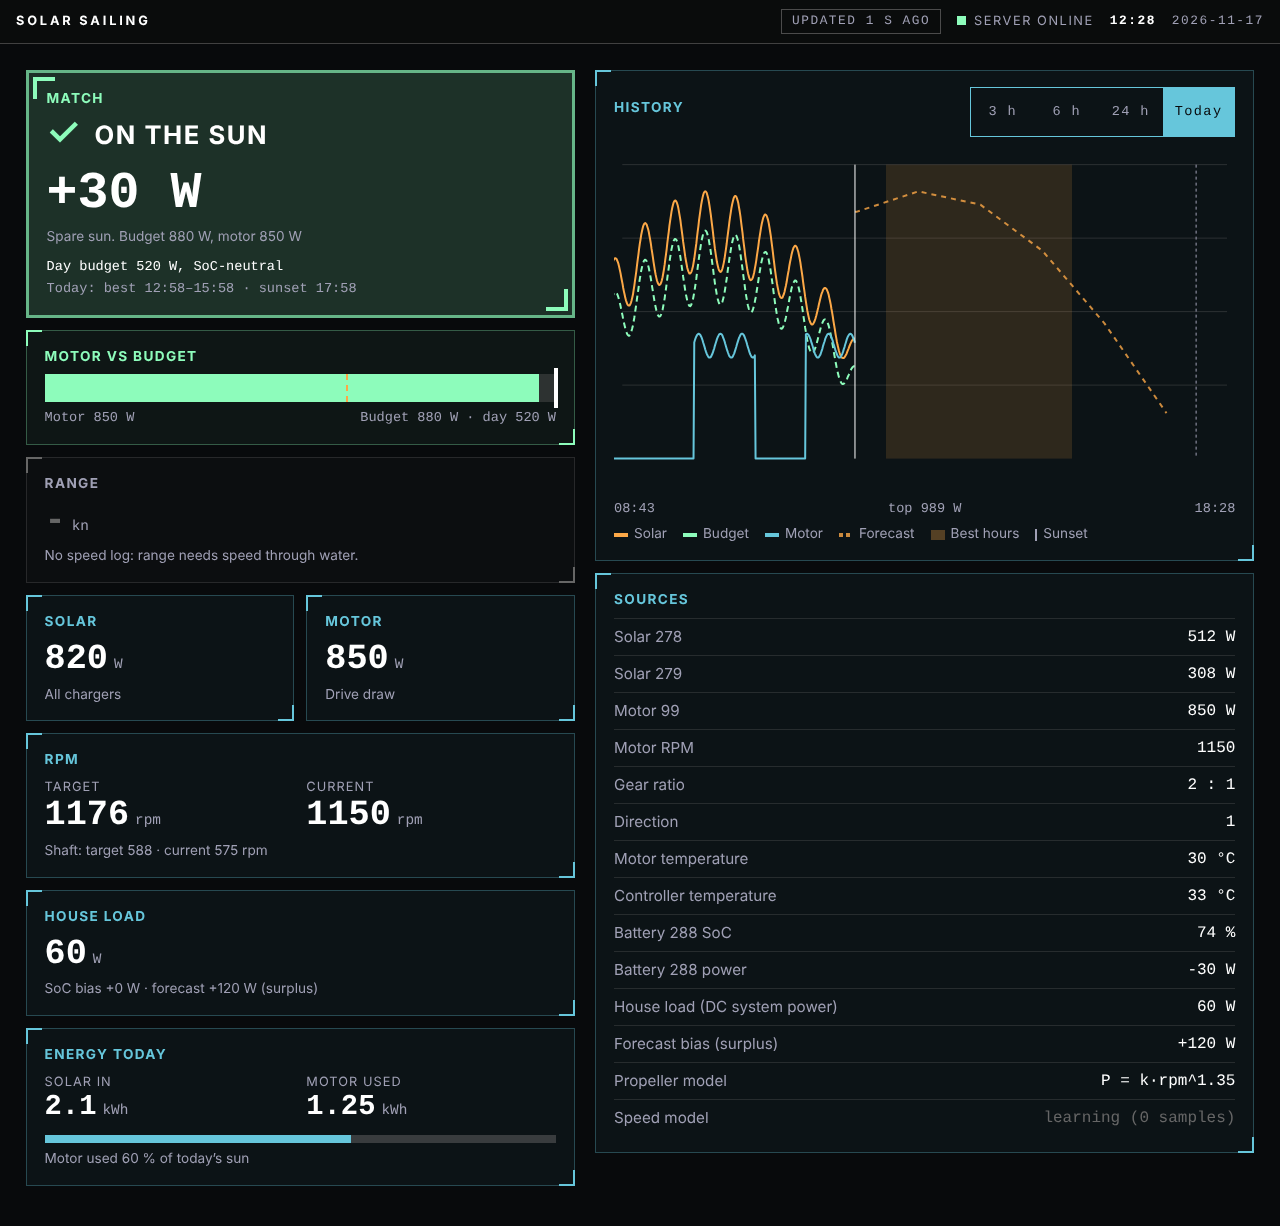 SOLAR SAILING
UPDATED 1 S AGO
SERVER ONLINE
12:28
2026-11-17
MATCH
ON THE SUN
+30 W
Spare sun. Budget 880 W, motor 850 W
Day budget 520 W, SoC-neutral
Today: best 12:58–15:58 · sunset 17:58
MOTOR VS BUDGET
Motor 850 W
Budget 880 W · day 520 W
RANGE
– kn
No speed log: range needs speed through water.
SOLAR
820 W
All chargers
MOTOR
850 W
Drive draw
RPM
TARGET
1176 rpm
CURRENT
1150 rpm
Shaft: target 588 · current 575 rpm
HOUSE LOAD
60 W
SoC bias +0 W · forecast +120 W (surplus)
ENERGY TODAY
SOLAR IN
2.1 kWh
MOTOR USED
1.25 kWh
Motor used 60 % of today’s sun
HISTORY
3 h 6 h 24 h Today
08:43 top 989 W 18:28
Solar Budget Motor Forecast Best hours Sunset
SOURCES
Solar 278 512 W
Solar 279 308 W
Motor 99 850 W
Motor RPM 1150
Gear ratio 2 : 1
Direction 1
Motor temperature 30 °C
Controller temperature 33 °C
Battery 288 SoC 74 %
Battery 288 power -30 W
House load (DC system power) 60 W
Forecast bias (surplus) +120 W
Propeller model P = k·rpm^1.35
Speed model learning (0 samples)